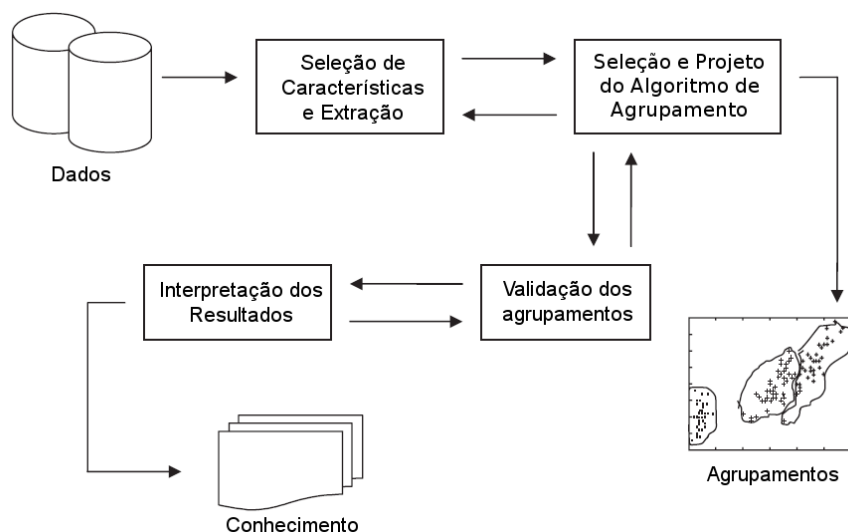 Dados
Seleção de
Características
e Extração
Seleção e Projeto
do Algoritmo de
Agrupamento
Interpretação dos
Resultados
Validação dos
agrupamentos
Agrupamentos
Conhecimento